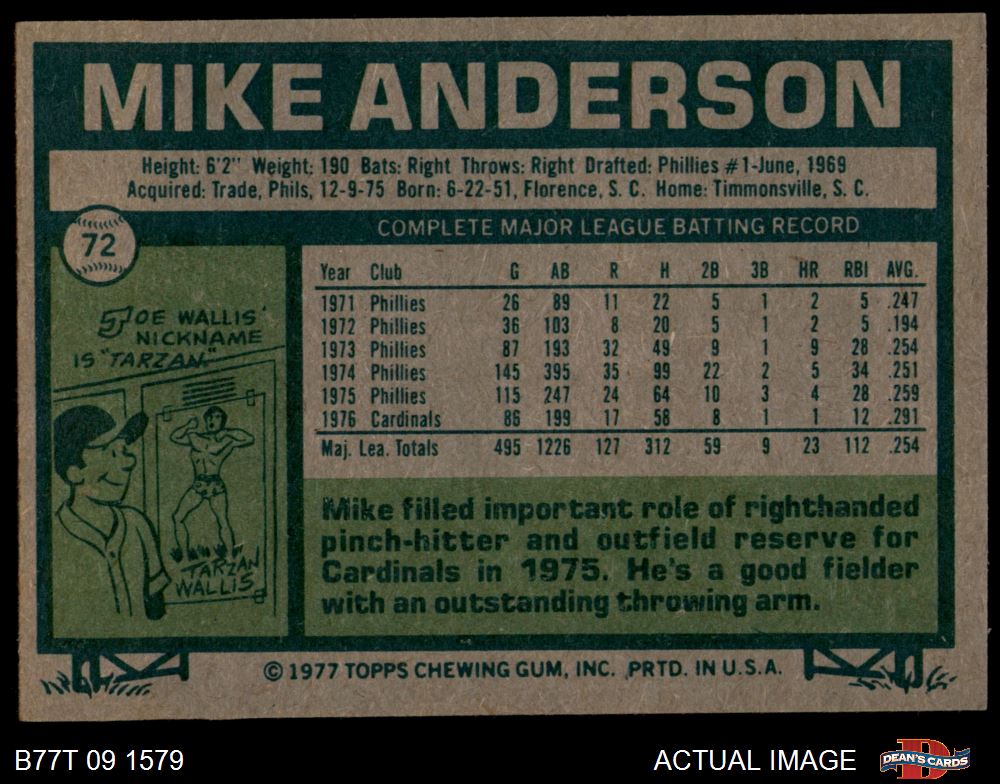 MIKE ANDERSON
Height: 6'2" Weight: 190 Bats: Right Throws: Right Drafted: Phillies #1-June, 1969
Acquired: Trade, Phils, 12-9-75 Born: 6-22-51, Florence, S. C. Home: Timmonsville, S. C.
72
COMPLETE MAJOR LEAGUE BATTING RECORD
Year Club G AB R H 2B 3B HR RBI AVG.
1971 Phillies 26 89 11 22 5 1 2 5 .247
1972 Phillies 36 103 8 20 5 1 2 5 .194
1973 Phillies 87 193 32 49 9 1 9 28 .254
1974 Phillies 145 395 35 99 22 2 5 34 .251
1975 Phillies 115 247 24 64 10 3 4 28 .259
1976 Cardinals 86 199 17 58 8 1 1 12 .291
Maj. Lea. Totals 495 1226 127 312 59 9 23 112 .254
JOE WALLIS'
NICKNAME
IS "TARZAN."
TARZAN
WALLIS
Mike filled important role of righthanded
pinch-hitter and outfield reserve for
Cardinals in 1975. He's a good fielder
with an outstanding throwing arm.
© 1977 TOPPS CHEWING GUM, INC. PRTD. IN U.S.A.
B77T 09 1579
ACTUAL IMAGE
DEAN'S CARDS